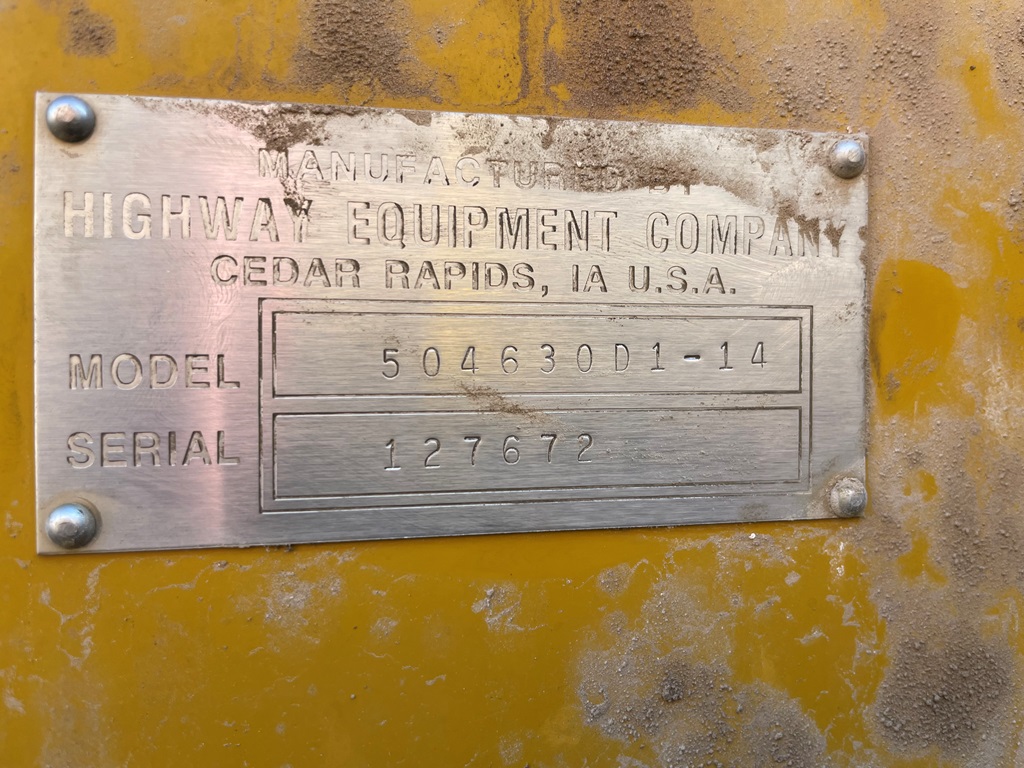 MANUFACTURED BY
HIGHWAY EQUIPMENT COMPANY
CEDAR RAPIDS, IA U.S.A.
MODEL 504630D1-14
SERIAL 127672